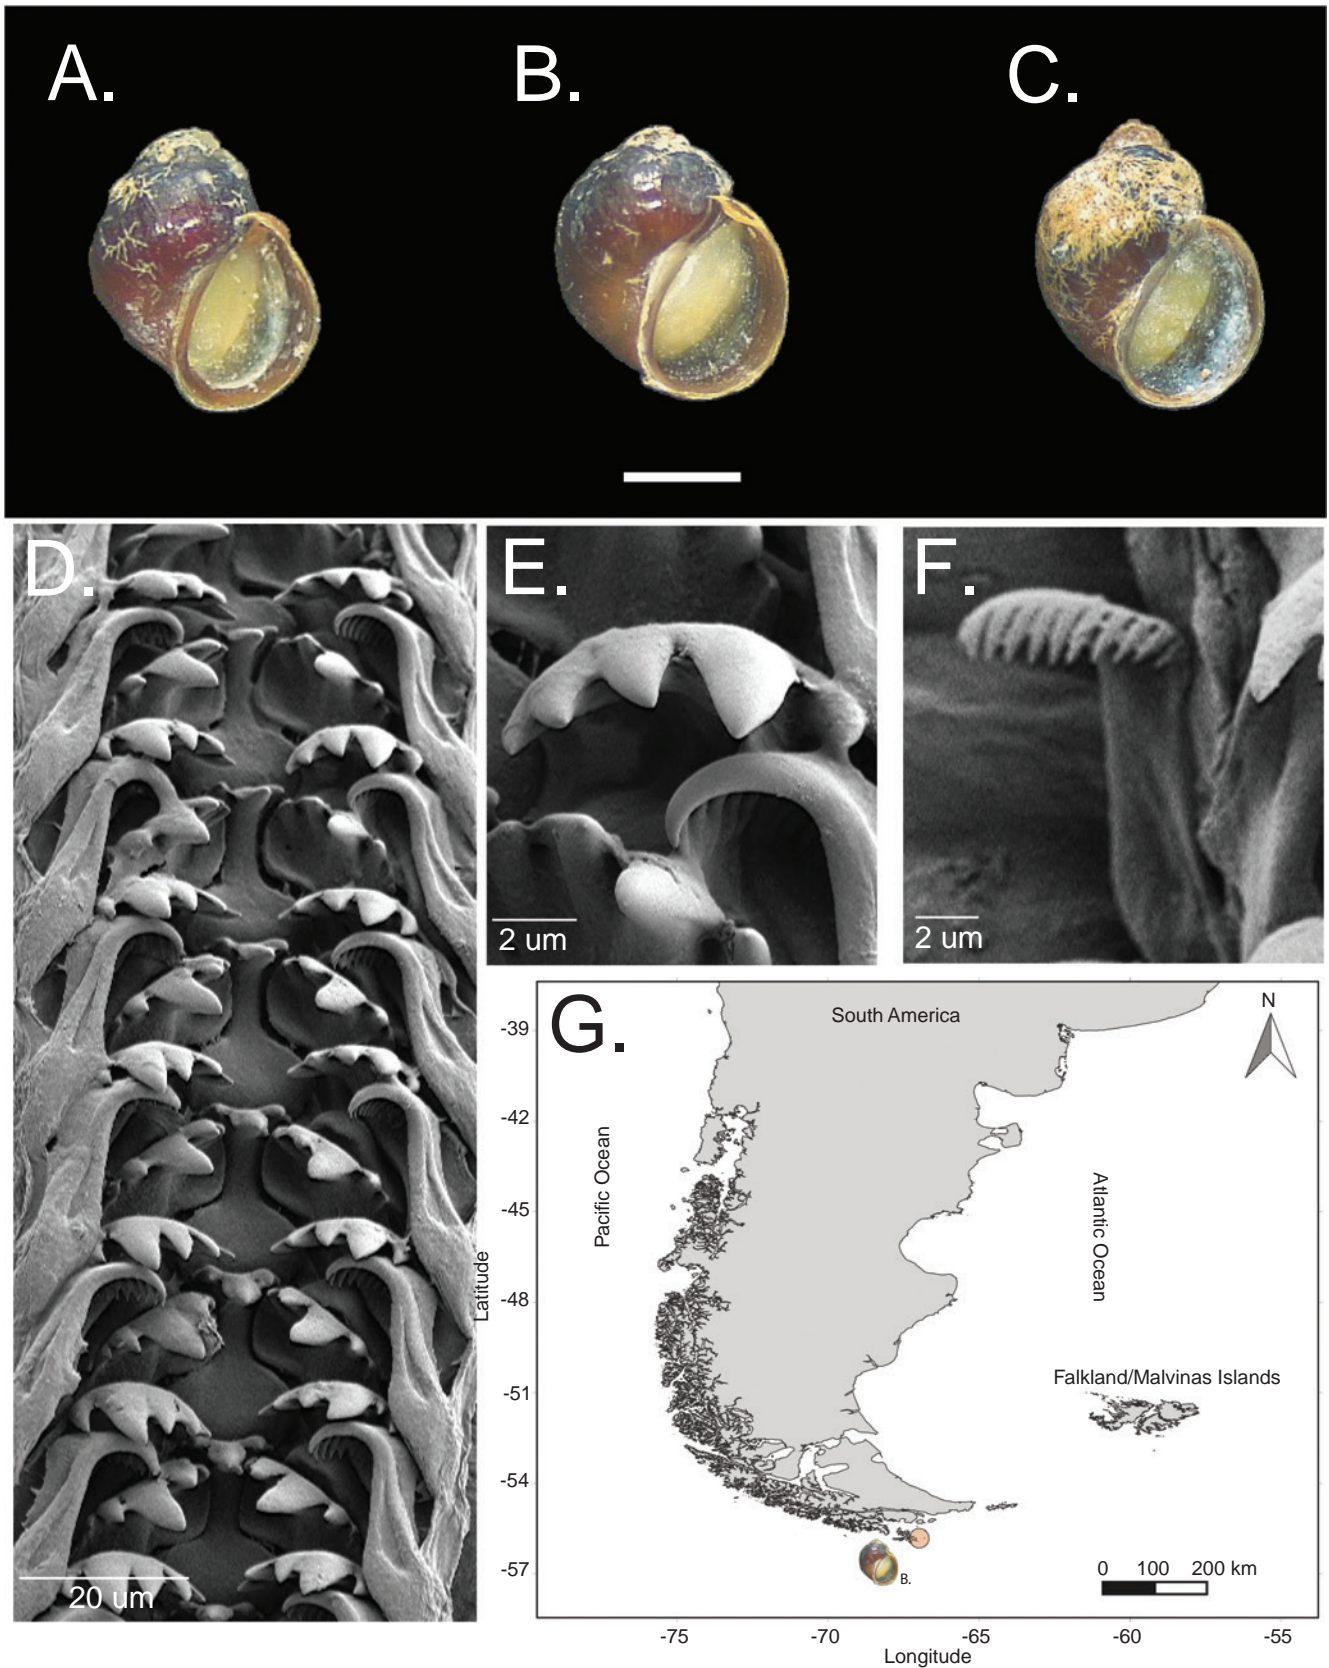 A.
B.
C.
D.
E.
F.
2 um
2 um
20 um
G.
South America
N
-39
-42
-45
-48
-51
-54
-57
Latitude
Pacific Ocean
Atlantic Ocean
Falkland/Malvinas Islands
B.
0 100 200 km
-75 -70 -65 -60 -55
Longitude